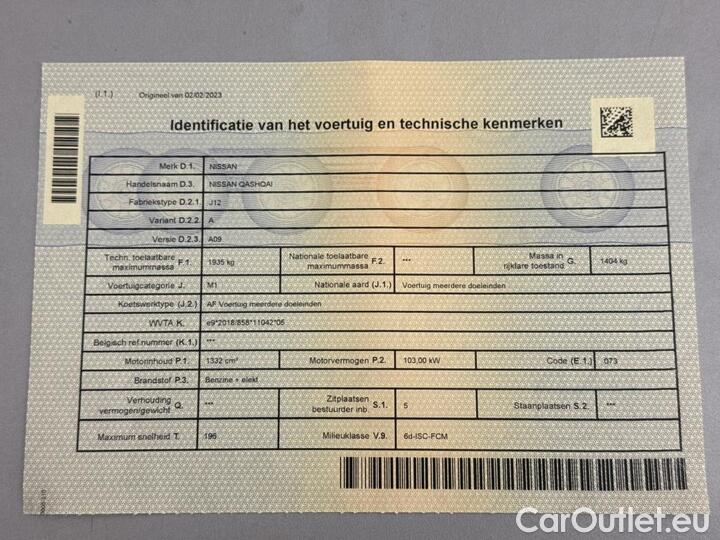 (I.1.) Origineel van 02/02/2023
Identificatie van het voertuig en technische kenmerken
Merk D.1. NISSAN
Handelsnaam D.3. NISSAN QASHQAI
Fabriekstype D.2.1. J12
Variant D.2.2. A
Versie D.2.3. A09
Techn. toelaatbare maximummassa F.1. 1935 kg Nationale toelaatbare maximummassa F.2. *** Massa in rijklare toestand G. 1404 kg
Voertuigcategorie J. M1 Nationale aard (J.1.) Voertuig meerdere doeleinden
Koetswerktype (J.2.) AF Voertuig meerdere doeleinden
WVTA K. e9*2018/858*11042*05
Belgisch ref.nummer (K.1.) ***
Motorinhoud P.1. 1332 cm³ Motorvermogen P.2. 103,00 kW Code (E.1.) 073
Brandstof P.3. Benzine + elekt
Verhouding vermogen/gewicht Q. *** Zitplaatsen bestuurder inb. S.1. 5 Staanplaatsen S.2. ***
Maximum snelheid T. 196 Milieuklasse V.9. 6d-ISC-FCM
CarOutlet.eu